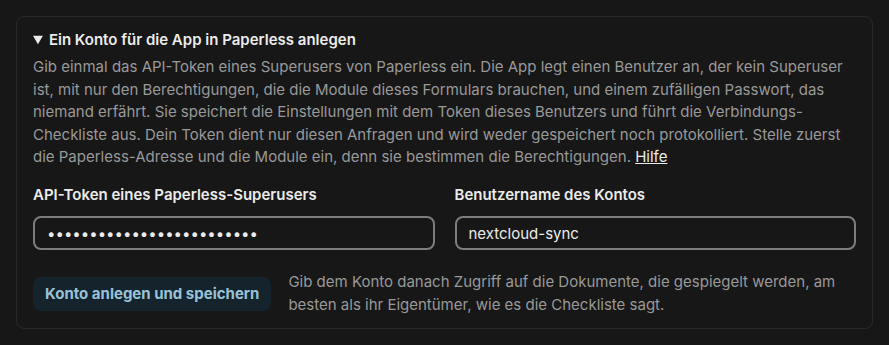 ▼ Ein Konto für die App in Paperless anlegen
Gib einmal das API-Token eines Superusers von Paperless ein. Die App legt einen Benutzer an, der kein Superuser
ist, mit nur den Berechtigungen, die die Module dieses Formulars brauchen, und einem zufälligen Passwort, das
niemand erfährt. Sie speichert die Einstellungen mit dem Token dieses Benutzers und führt die Verbindungs-
Checkliste aus. Dein Token dient nur diesen Anfragen und wird weder gespeichert noch protokolliert. Stelle zuerst
die Paperless-Adresse und die Module ein, denn sie bestimmen die Berechtigungen. Hilfe
API-Token eines Paperless-Superusers
•••••••••••••••••••••••••
Benutzername des Kontos
nextcloud-sync
Konto anlegen und speichern
Gib dem Konto danach Zugriff auf die Dokumente, die gespiegelt werden, am
besten als ihr Eigentümer, wie es die Checkliste sagt.